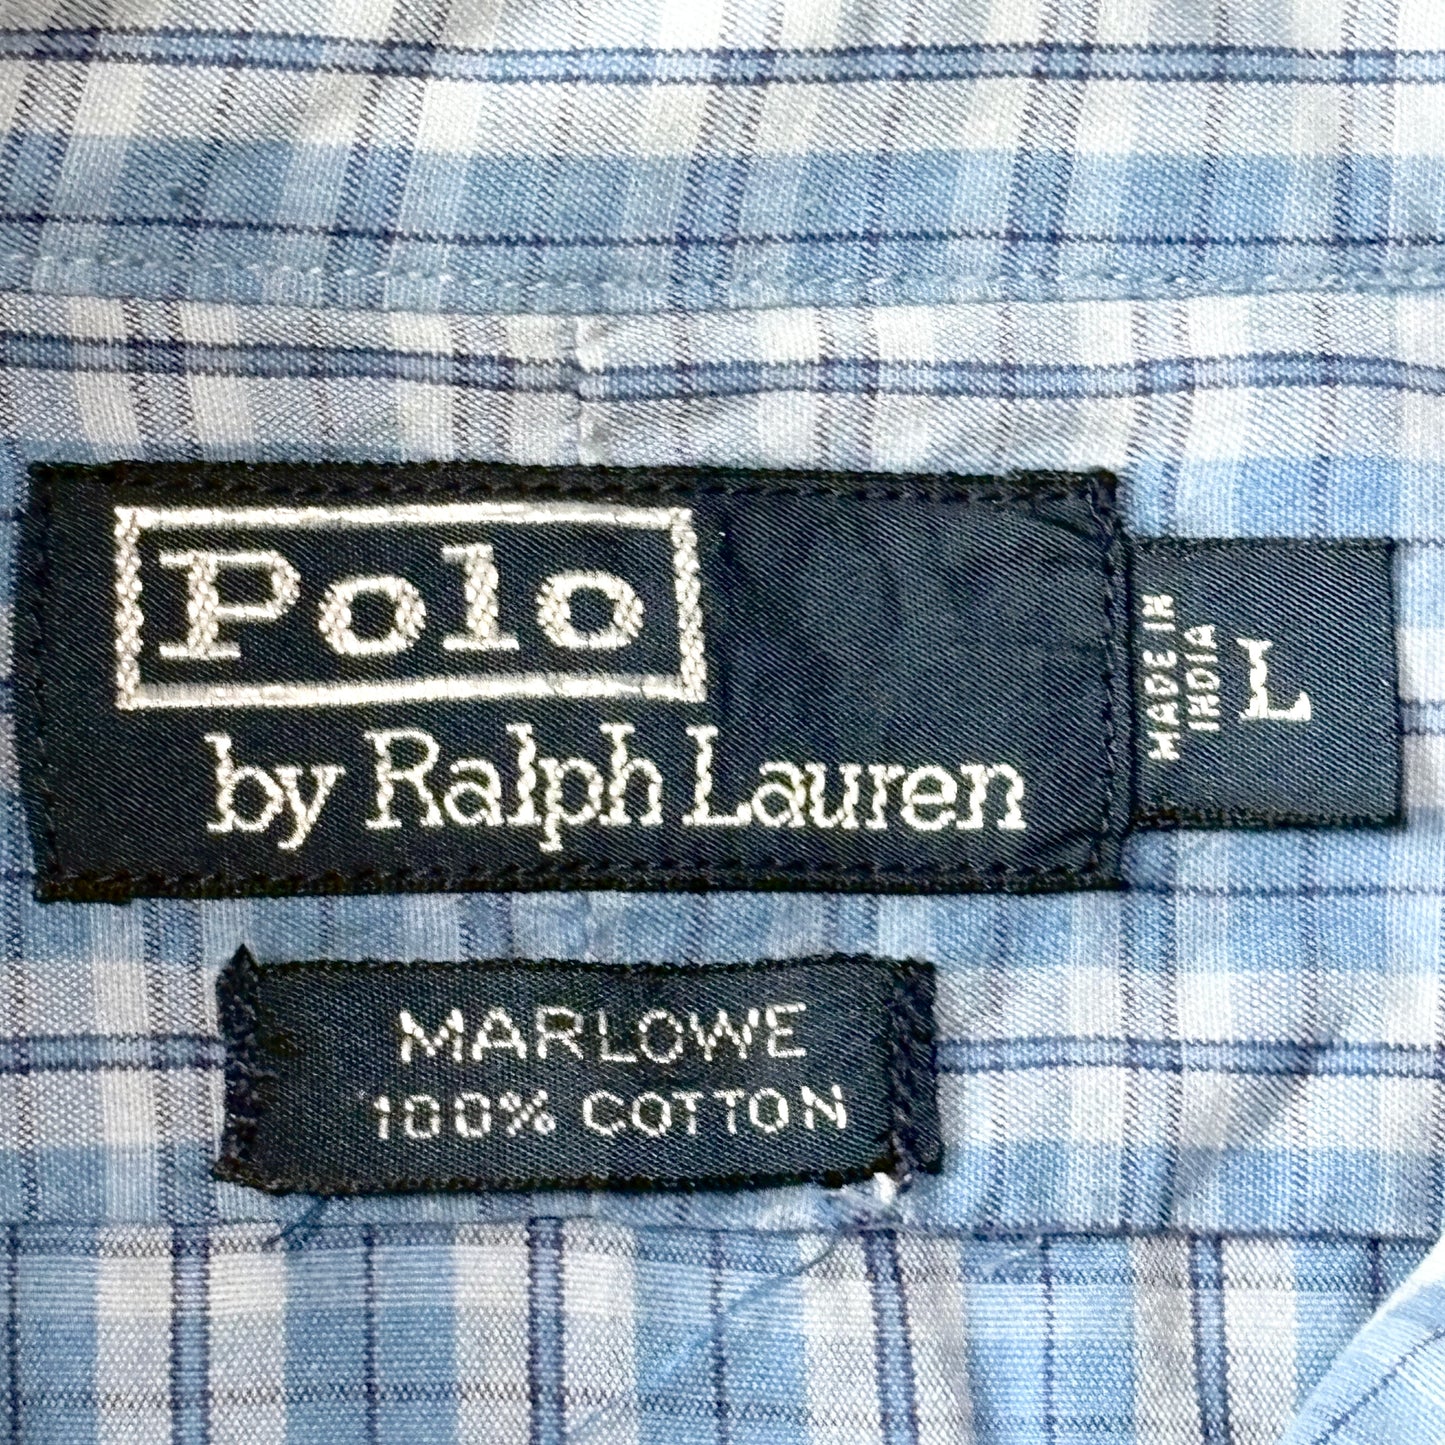 Polo
by Ralph Lauren
MADE IN
INDIA
L
MARLOWE
100% COTTON